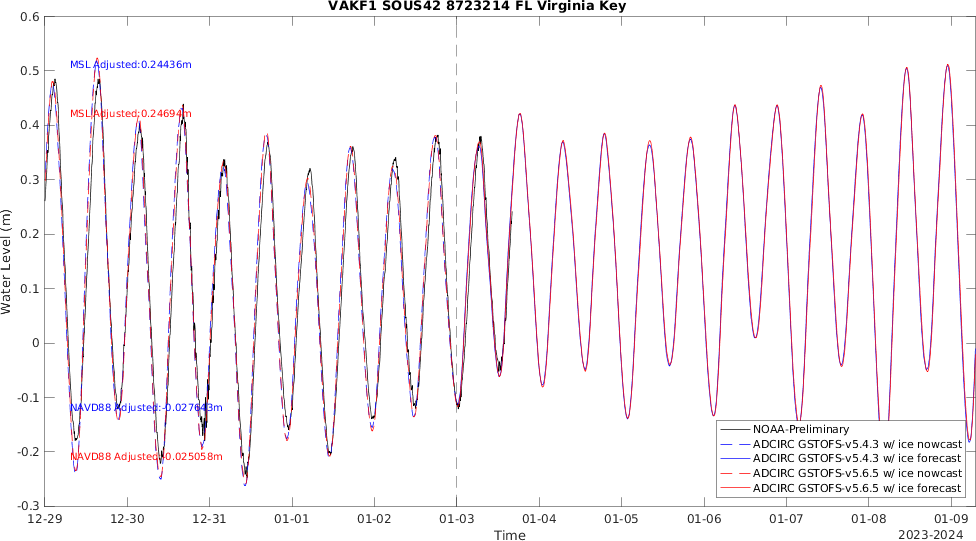 VAKF1 SOUS42 8723214 FL Virginia Key
Water Level (m)
0.6
0.5
0.4
0.3
0.2
0.1
0
-0.1
-0.2
-0.3
MSL Adjusted:0.24436m
MSL Adjusted:0.24694m
NAVD88 Adjusted:-0.027643m
NAVD88 Adjusted:-0.025058m
NOAA-Preliminary
ADCIRC GSTOFS-v5.4.3 w/ ice nowcast
ADCIRC GSTOFS-v5.4.3 w/ ice forecast
ADCIRC GSTOFS-v5.6.5 w/ ice nowcast
ADCIRC GSTOFS-v5.6.5 w/ ice forecast
12-29 12-30 12-31 01-01 01-02 01-03 01-04 01-05 01-06 01-07 01-08 01-09
2023-2024
Time